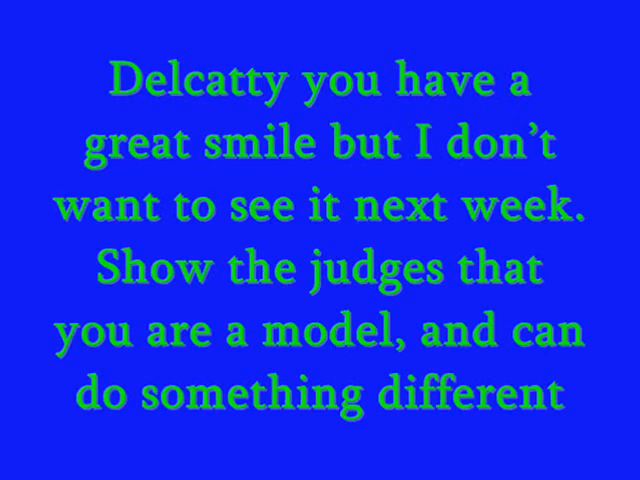 Delcatty you have a
great smile but I don’t
want to see it next week.
Show the judges that
you are a model, and can
do something different